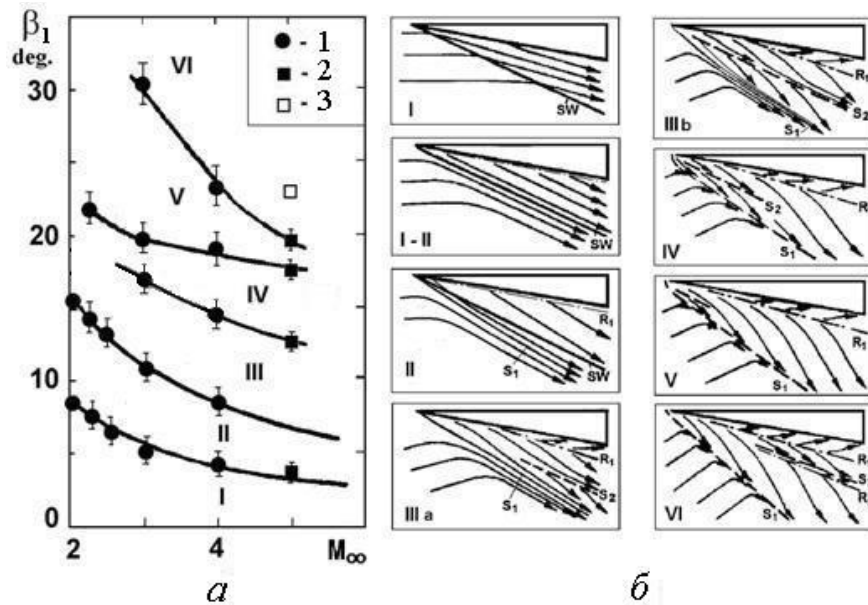 β1
deg.
30
20
10
0
2
4
M∞
VI
V
IV
III
II
I
- 1
- 2
- 3
I
SW
I - II
SW
II
R1
S1
SW
III a
R1
S2
S1
III b
R1
S2
S1
IV
R
S2
S1
V
R1
S1
VI
R1
S
R
S1
а
б